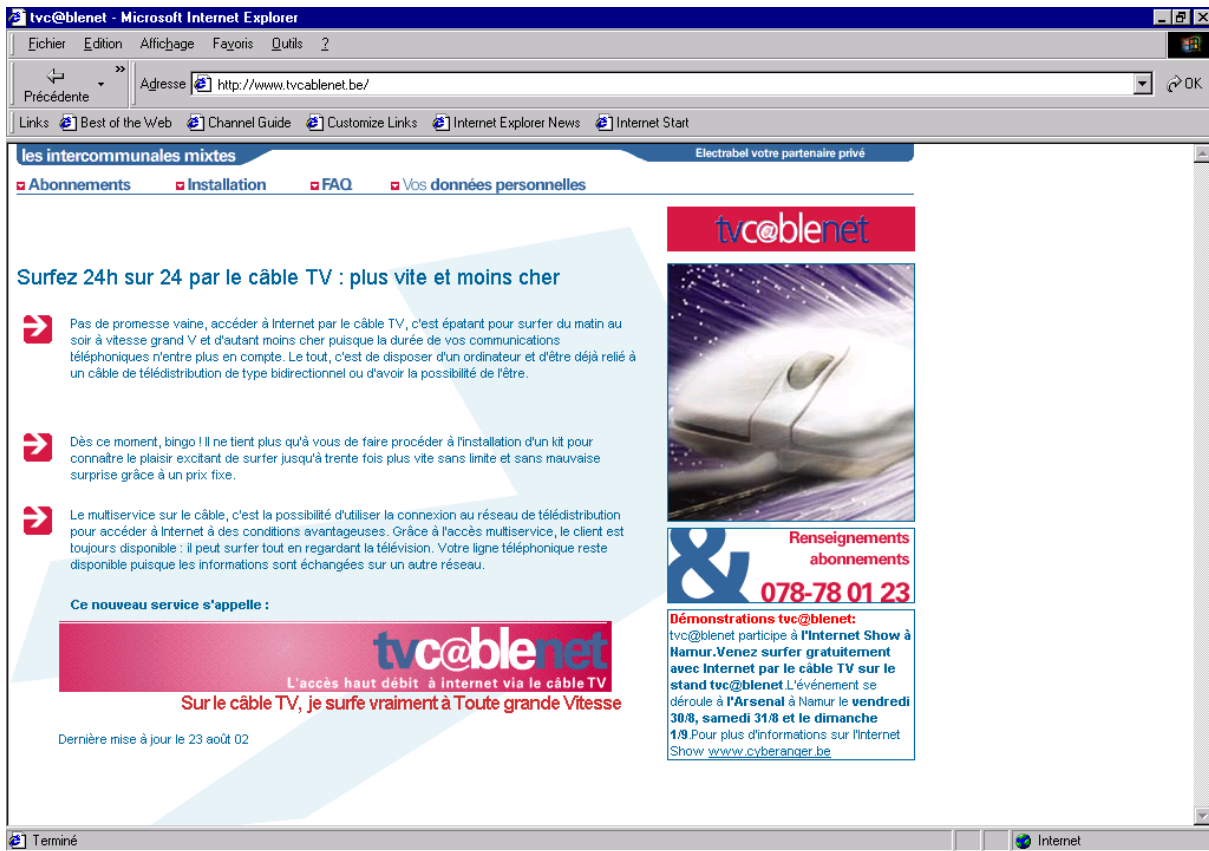 tvc@blenet - Microsoft Internet Explorer
Fichier Edition Affichage Favoris Outils ?
Précédente » Adresse http://www.tvcablenet.be/ OK
Links Best of the Web Channel Guide Customize Links Internet Explorer News Internet Start
les intercommunales mixtes
Electrabel votre partenaire privé
Abonnements Installation FAQ Vos données personnelles
tvc@blenet
Surfez 24h sur 24 par le câble TV : plus vite et moins cher
Pas de promesse vaine, accéder à Internet par le câble TV, c'est épatant pour surfer du matin au
soir à vitesse grand V et d'autant moins cher puisque la durée de vos communications
téléphoniques n'entre plus en compte. Le tout, c'est de disposer d'un ordinateur et d'être déjà relié à
un câble de télédistribution de type bidirectionnel ou d'avoir la possibilité de l'être.
Dès ce moment, bingo ! Il ne tient plus qu'à vous de faire procéder à l'installation d'un kit pour
connaître le plaisir excitant de surfer jusqu'à trente fois plus vite sans limite et sans mauvaise
surprise grâce à un prix fixe.
Le multiservice sur le câble, c'est la possibilité d'utiliser la connexion au réseau de télédistribution
pour accéder à Internet à des conditions avantageuses. Grâce à l'accès multiservice, le client est
toujours disponible : il peut surfer tout en regardant la télévision. Votre ligne téléphonique reste
disponible puisque les informations sont échangées sur un autre réseau.
Ce nouveau service s'appelle :
tvc@blenet
L'accès haut débit à internet via le câble TV
Sur le câble TV, je surfe vraiment à Toute grande Vitesse
Dernière mise à jour le 23 août 02
&
Renseignements
abonnements
078-78 01 23
Démonstrations tvc@blenet:
tvc@blenet participe à l'Internet Show à
Namur.Venez surfer gratuitement
avec Internet par le câble TV sur le
stand tvc@blenet.L'événement se
déroule à l'Arsenal à Namur le vendredi
30/8, samedi 31/8 et le dimanche
1/9.Pour plus d'informations sur l'Internet
Show www.cyberanger.be
Terminé
Internet